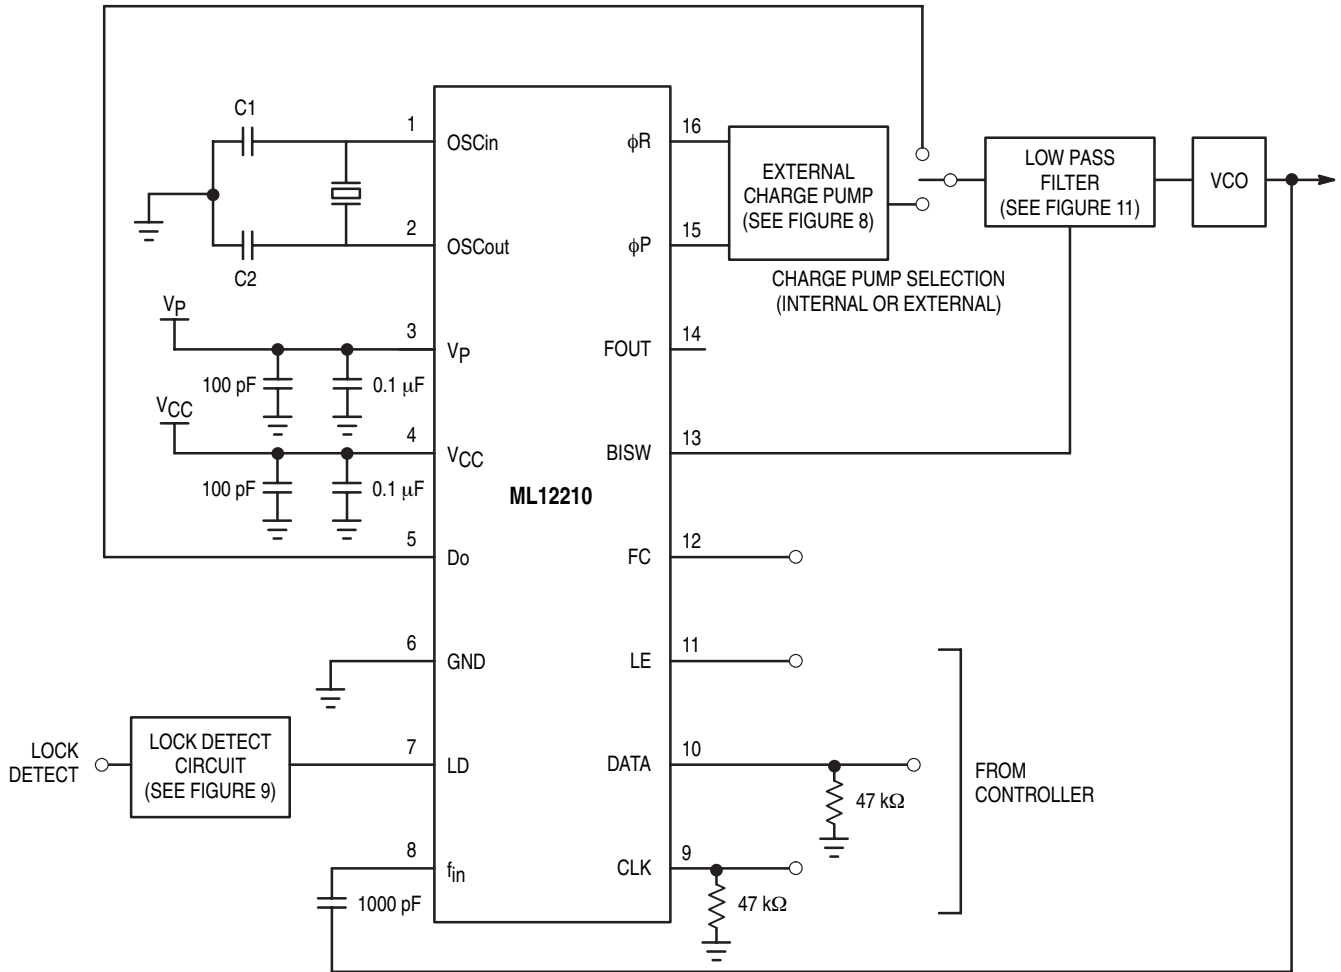 C1
1
OSCin
2
OSCout
C2
VP
3
VP
100 pF
0.1 μF
VCC
4
VCC
100 pF
0.1 μF
5
Do
6
GND
LOCK
DETECT
LOCK DETECT
CIRCUIT
(SEE FIGURE 9)
7
LD
8
fin
1000 pF
ML12210
16
ϕR
15
ϕP
14
FOUT
13
BISW
12
FC
11
LE
10
DATA
47 kΩ
9
CLK
47 kΩ
EXTERNAL
CHARGE PUMP
(SEE FIGURE 8)
CHARGE PUMP SELECTION
(INTERNAL OR EXTERNAL)
LOW PASS
FILTER
(SEE FIGURE 11)
VCO
FROM
CONTROLLER